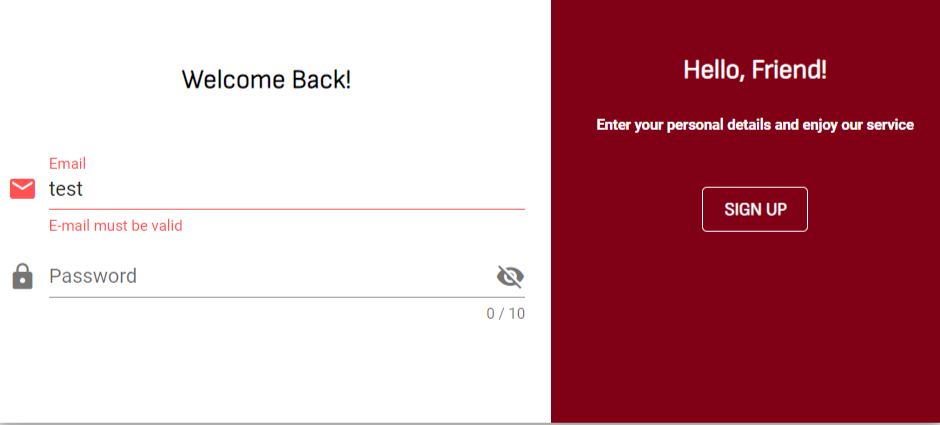 Welcome Back!
Email
test
E-mail must be valid
Password
0 / 10
Hello, Friend!
Enter your personal details and enjoy our service
SIGN UP